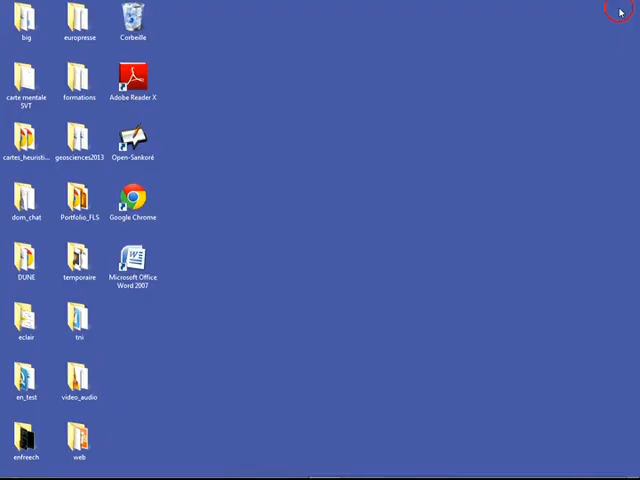 big
europresse
Corbeille
carte mentale
SVT
formations
Adobe Reader X
cartes_heuristi...
geosciences2013
Open-Sankoré
dom_chat
Portfolio_FLS
Google Chrome
DUNE
temporaire
Microsoft Office
Word 2007
eclair
tni
en_test
video_audio
enfreech
web